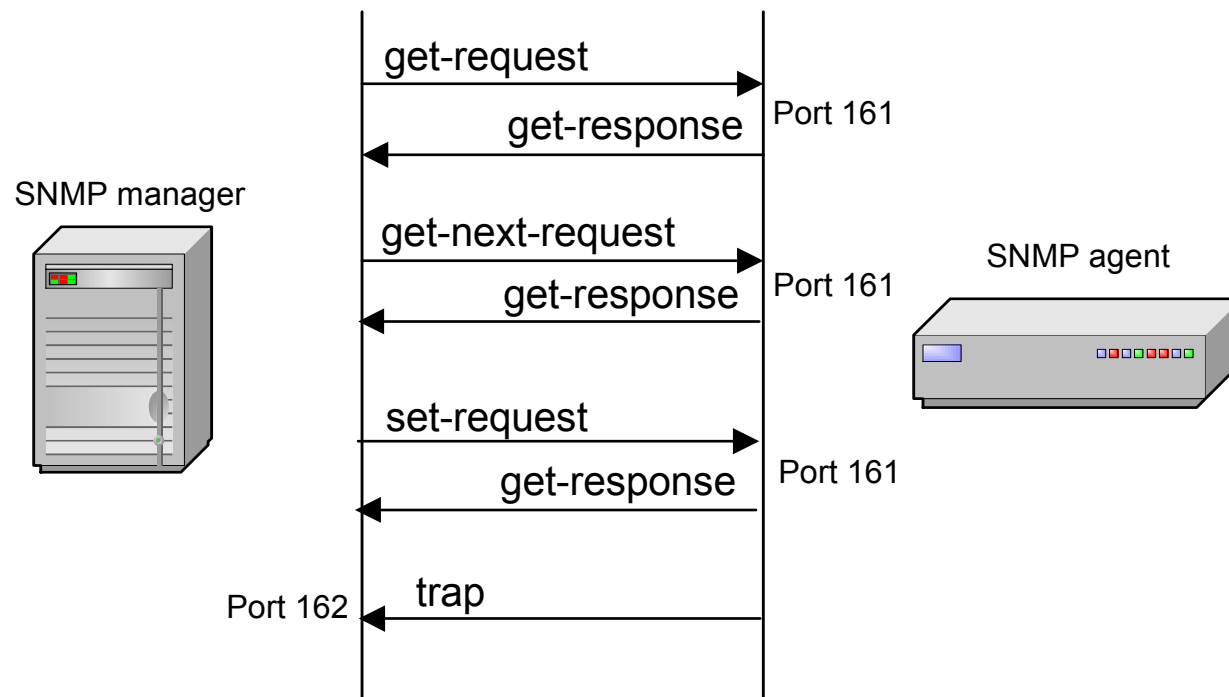 get-request
Port 161
get-response
SNMP manager
get-next-request
SNMP agent
Port 161
get-response
set-request
Port 161
get-response
trap
Port 162